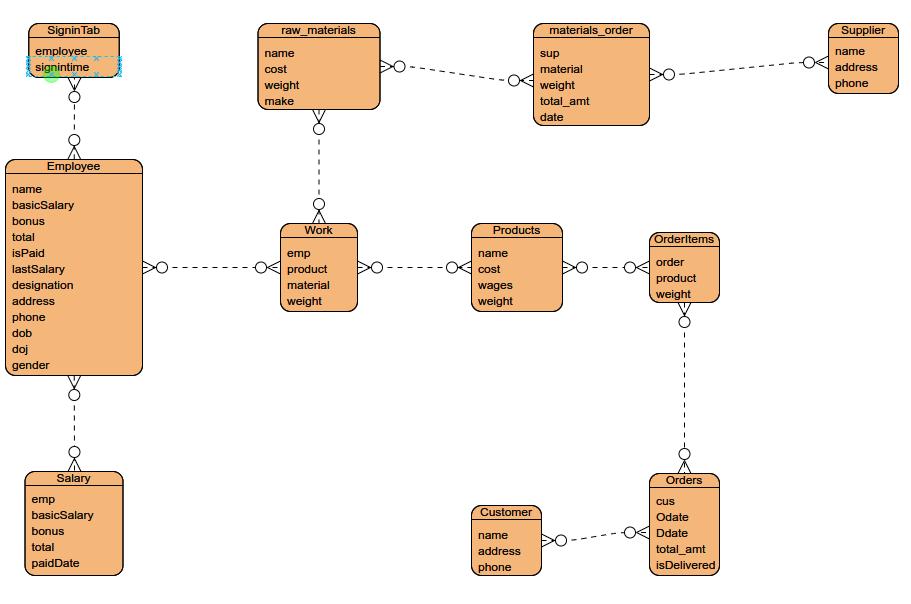 SigninTab
employee
signintime
raw_materials
name
cost
weight
make
materials_order
sup
material
weight
total_amt
date
Supplier
name
address
phone
Employee
name
basicSalary
bonus
total
isPaid
lastSalary
designation
address
phone
dob
doj
gender
Work
emp
product
material
weight
Products
name
cost
wages
weight
OrderItems
order
product
weight
Salary
emp
basicSalary
bonus
total
paidDate
Customer
name
address
phone
Orders
cus
Odate
Ddate
total_amt
isDelivered